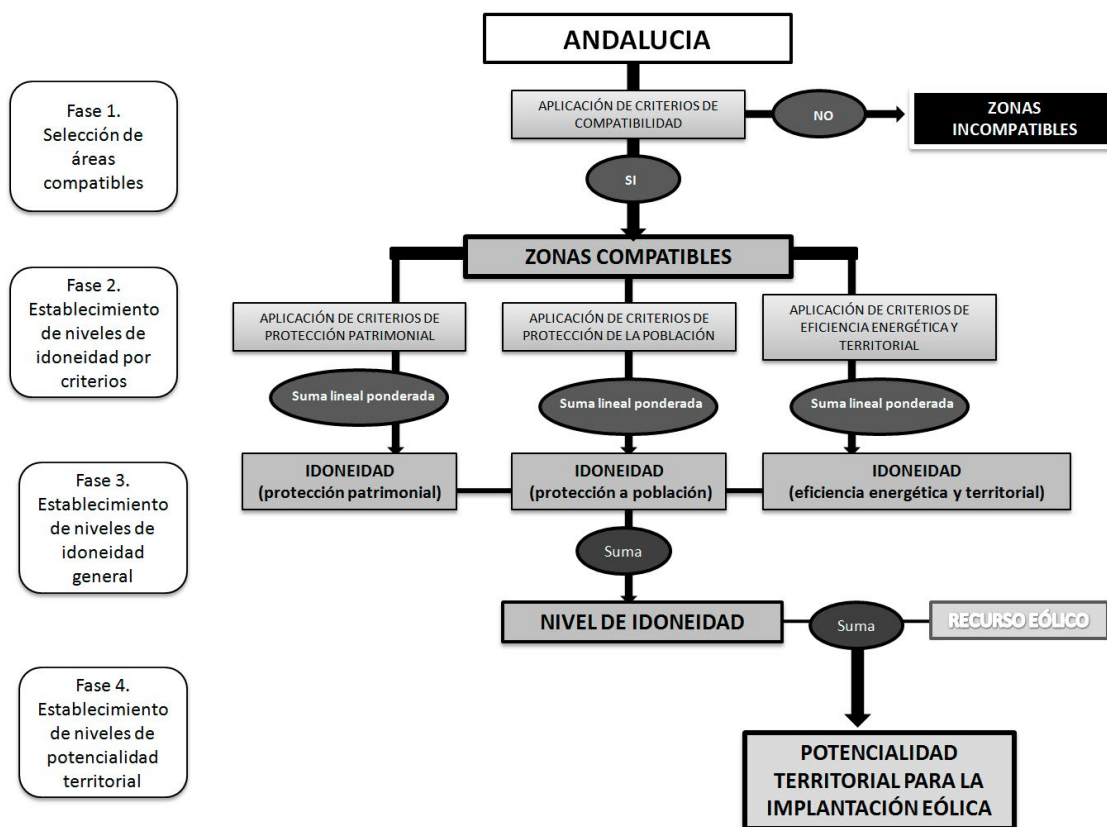 ANDALUCIA
Fase 1.
Selección de
áreas
compatibles
APLICACIÓN DE CRITERIOS DE
COMPATIBILIDAD
NO
ZONAS
INCOMPATIBLES
SI
ZONAS COMPATIBLES
Fase 2.
Establecimiento
de niveles de
idoneidad por
criterios
APLICACIÓN DE CRITERIOS DE
PROTECCIÓN PATRIMONIAL
APLICACIÓN DE CRITERIOS DE
PROTECCIÓN DE LA POBLACIÓN
APLICACIÓN DE CRITERIOS DE
EFICIENCIA ENERGÉTICA Y
TERRITORIAL
Suma lineal ponderada
Suma lineal ponderada
Suma lineal ponderada
Fase 3.
Establecimiento
de niveles de
idoneidad
general
IDONEIDAD
(protección patrimonial)
IDONEIDAD
(protección a población)
IDONEIDAD
(eficiencia energética y territorial)
Suma
NIVEL DE IDONEIDAD
Suma
RECURSO EÓLICO
Fase 4.
Establecimiento
de niveles de
potencialidad
territorial
POTENCIALIDAD
TERRITORIAL PARA LA
IMPLANTACIÓN EÓLICA